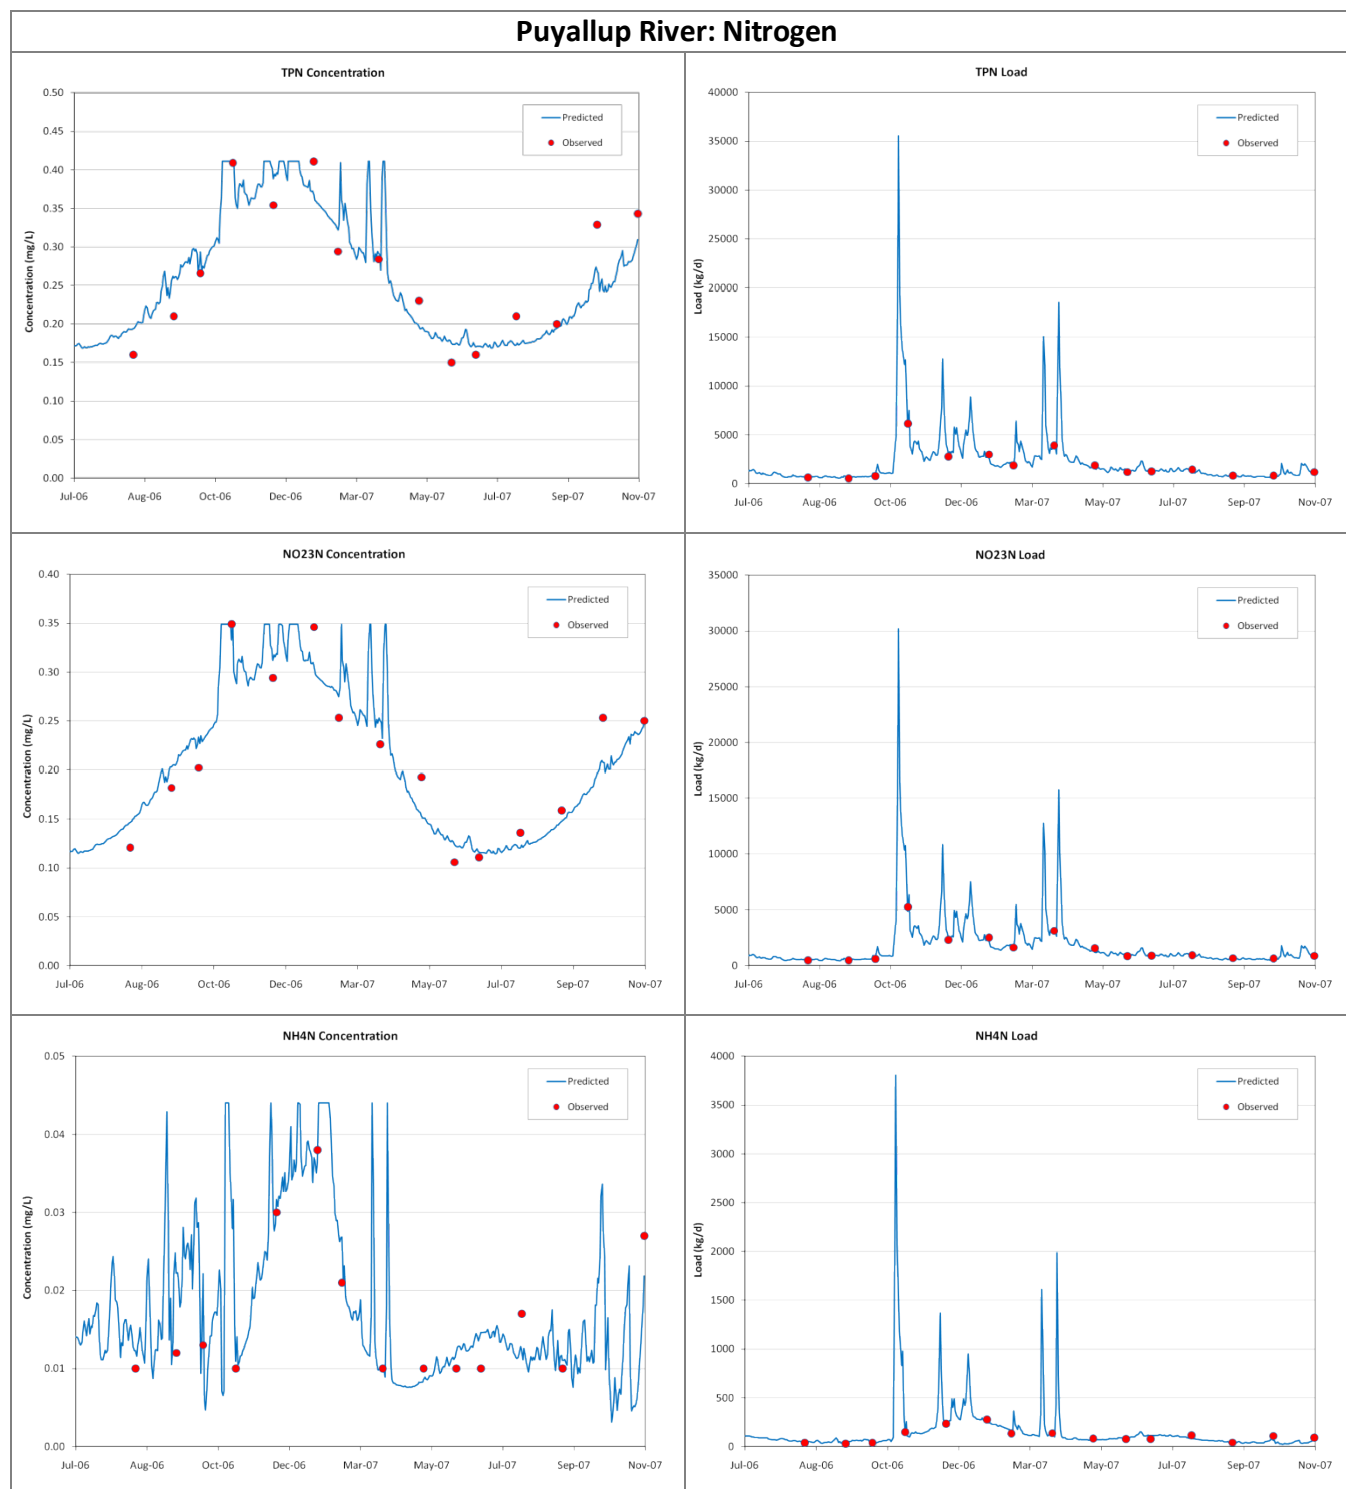 Puyallup River: Nitrogen
TPN Concentration
0.50
0.45
0.40
0.35
0.30
0.25
0.20
0.15
0.10
0.05
0.00
Concentration (mg/L)
Predicted
Observed
Jul-06 Aug-06 Oct-06 Dec-06 Mar-07 May-07 Jul-07 Sep-07 Nov-07
TPN Load
40000
35000
30000
25000
20000
15000
10000
5000
0
Load (kg/d)
Predicted
Observed
Jul-06 Aug-06 Oct-06 Dec-06 Mar-07 May-07 Jul-07 Sep-07 Nov-07
NO23N Concentration
0.40
0.35
0.30
0.25
0.20
0.15
0.10
0.05
0.00
Concentration (mg/L)
Predicted
Observed
Jul-06 Aug-06 Oct-06 Dec-06 Mar-07 May-07 Jul-07 Sep-07 Nov-07
NO23N Load
35000
30000
25000
20000
15000
10000
5000
0
Load (kg/d)
Predicted
Observed
Jul-06 Aug-06 Oct-06 Dec-06 Mar-07 May-07 Jul-07 Sep-07 Nov-07
NH4N Concentration
0.05
0.04
0.03
0.02
0.01
0.00
Concentration (mg/L)
Predicted
Observed
Jul-06 Aug-06 Oct-06 Dec-06 Mar-07 May-07 Jul-07 Sep-07 Nov-07
NH4N Load
4000
3500
3000
2500
2000
1500
1000
500
0
Load (kg/d)
Predicted
Observed
Jul-06 Aug-06 Oct-06 Dec-06 Mar-07 May-07 Jul-07 Sep-07 Nov-07